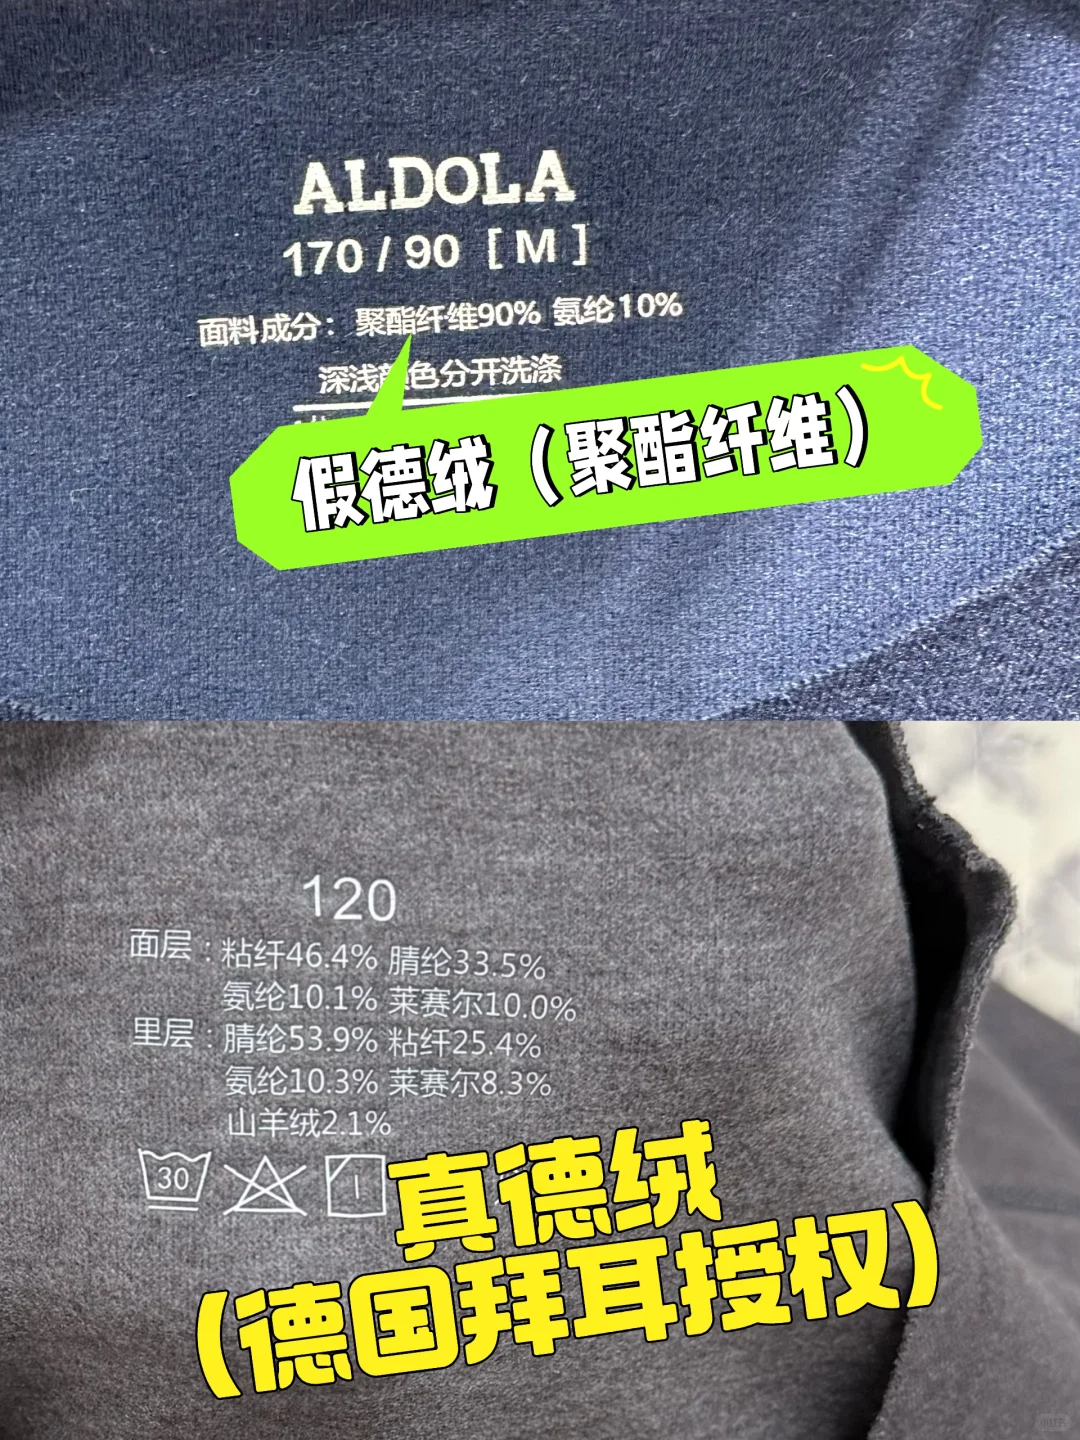 ALDOLA
170 / 90 [ M ]
面料成分：聚酯纤维90% 氨纶10%
深浅颜色分开洗涤
假德绒（聚酯纤维）
120
面层：粘纤46.4% 腈纶33.5%
氨纶10.1% 莱赛尔10.0%
里层：腈纶53.9% 粘纤25.4%
氨纶10.3% 莱赛尔8.3%
山羊绒2.1%
30
真德绒
（德国拜耳授权）